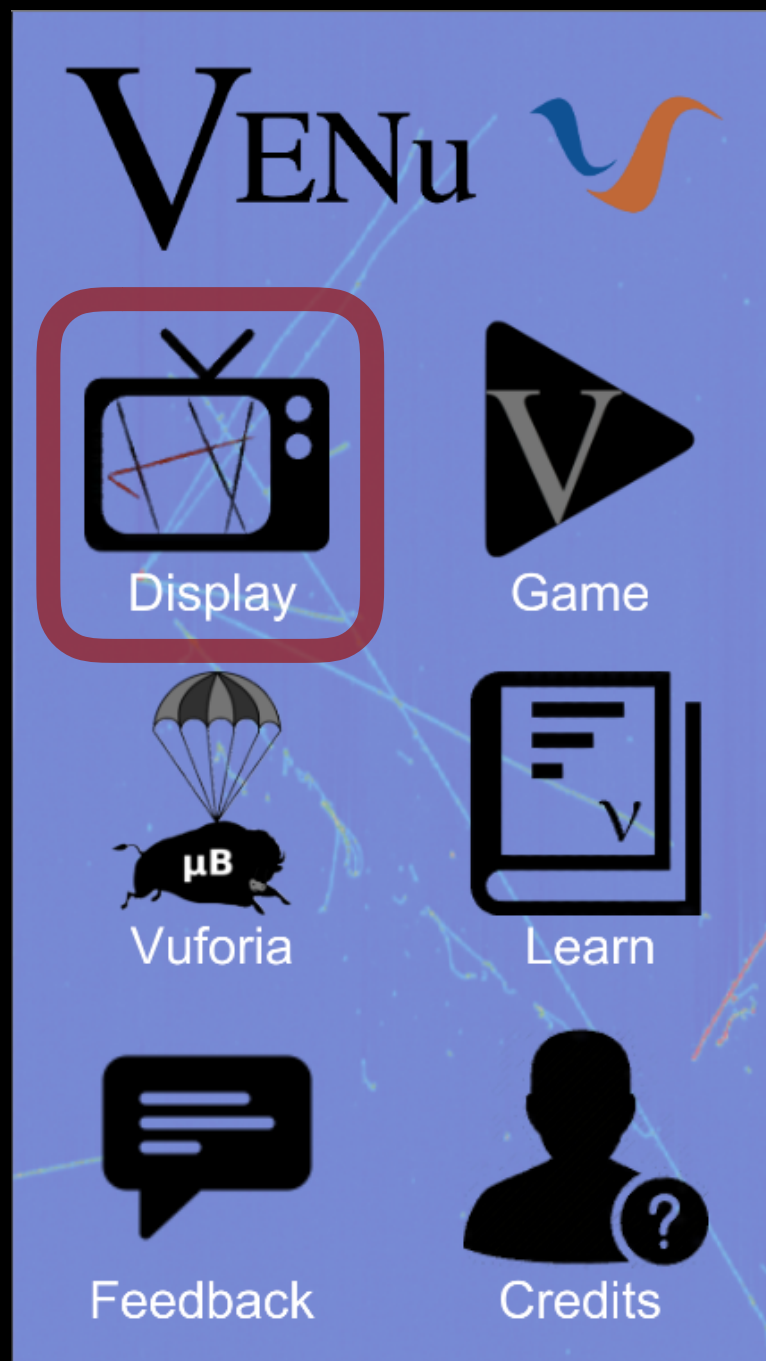 VENu
Display
V
Game
µB
Vuforia
ν
Learn
Feedback
?
Credits